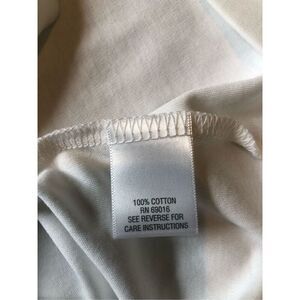 100% COTTON
RN 69016
SEE REVERSE FOR
CARE INSTRUCTIONS